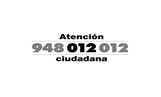 Atención
948 012 012
ciudadana